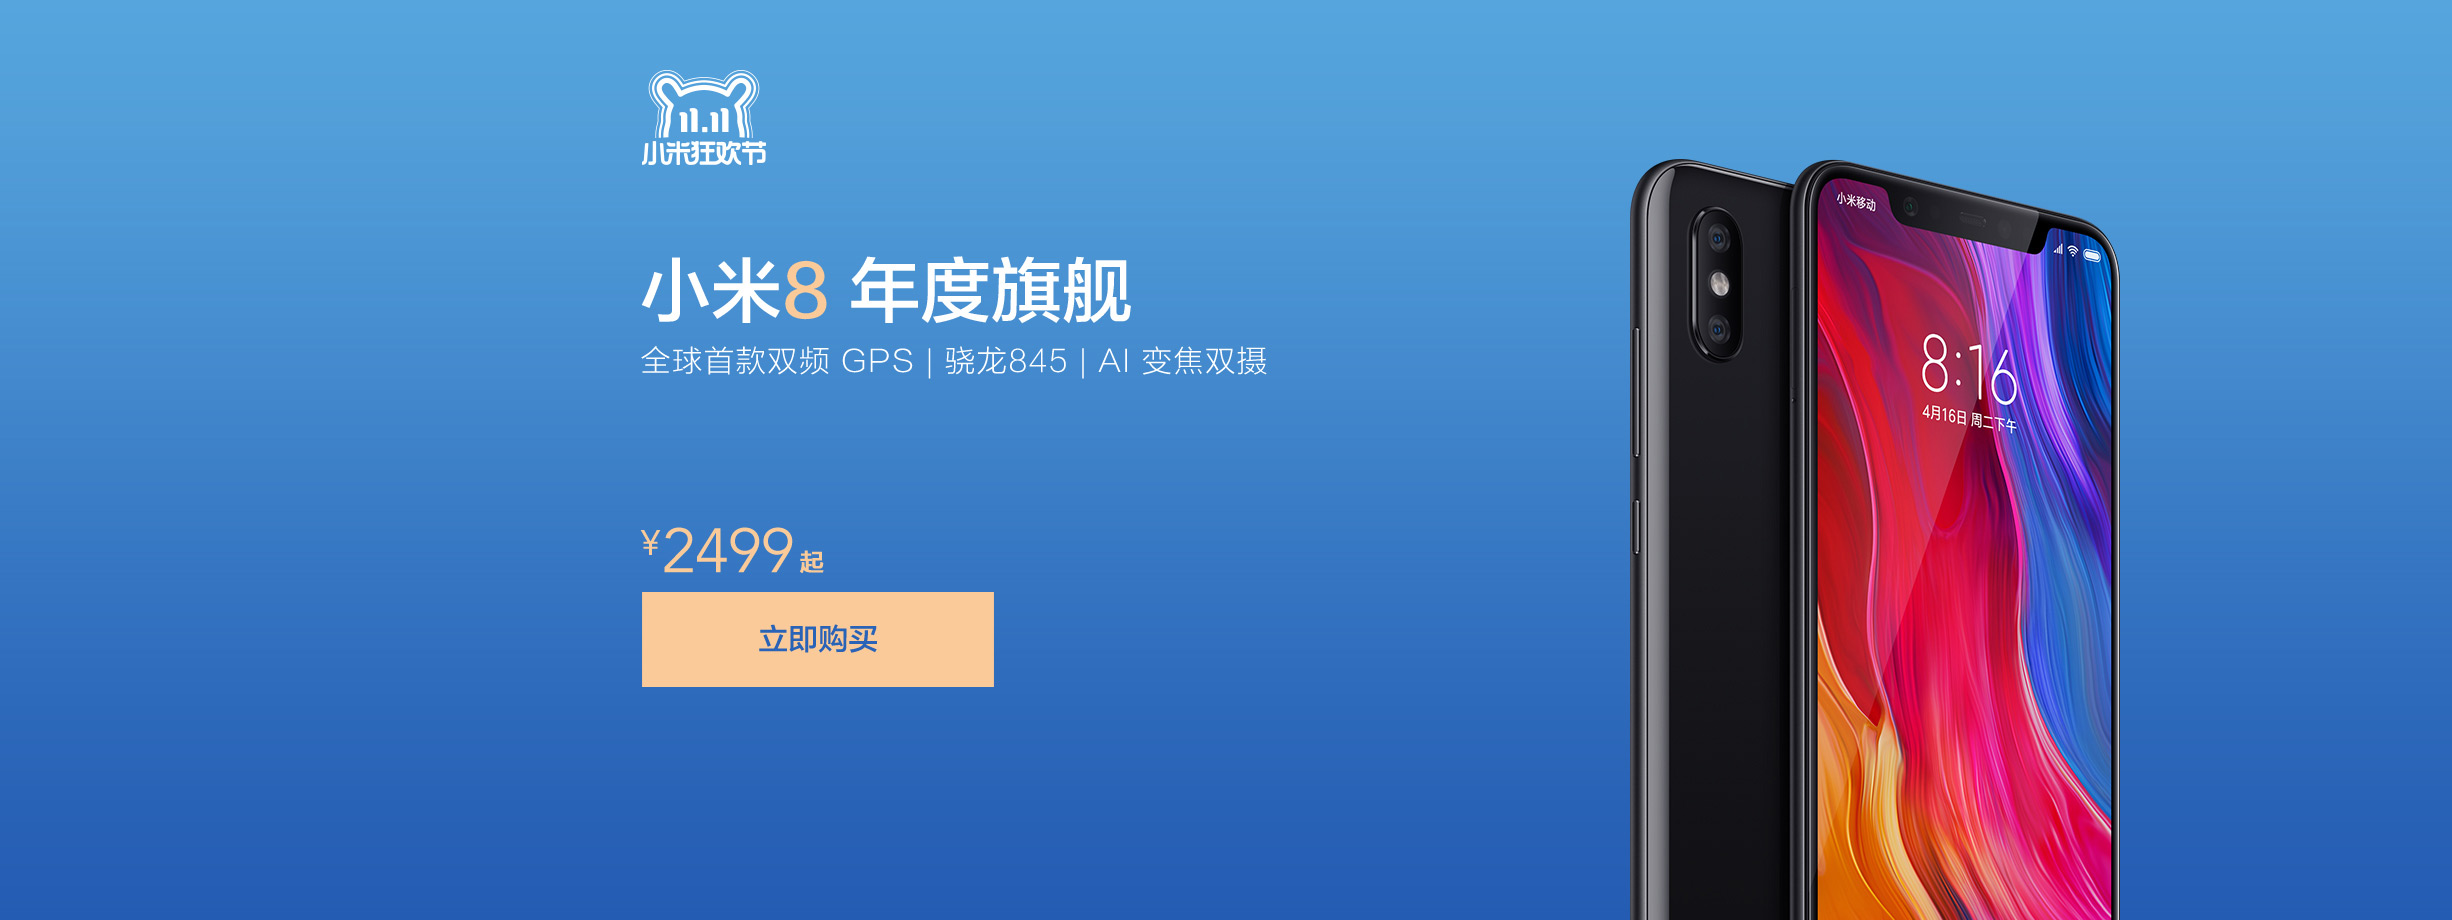 11.11
小米狂欢节
小米8 年度旗舰
全球首款双频 GPS | 骁龙845 | AI 变焦双摄
¥2499起
立即购买
小米移动
8:16
4月16日 周二下午